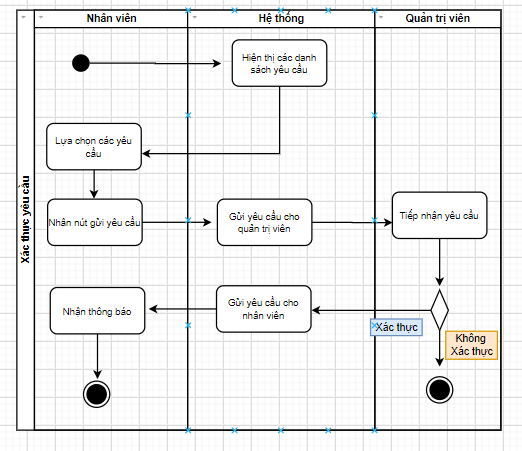 Nhân viên
Hệ thống
Quản trị viên
Xác thực yêu cầu
Hiện thị các danh
sách yêu cầu
Lựa chọn các yêu
cầu
Nhấn nút gửi yêu cầu
Gửi yêu cầu cho
quản trị viên
Tiếp nhận yêu cầu
Nhận thông báo
Gửi yêu cầu cho
nhân viên
Xác thực
Không
Xác thực